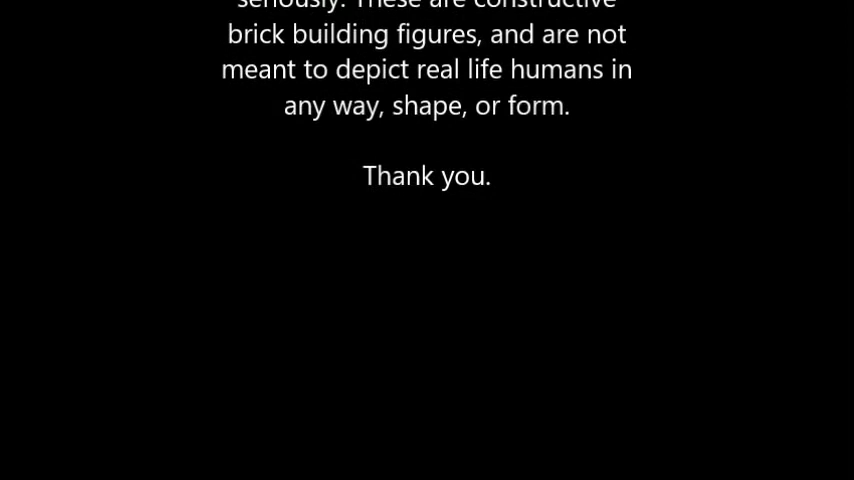 seriously. These are constructive
brick building figures, and are not
meant to depict real life humans in
any way, shape, or form.
Thank you.